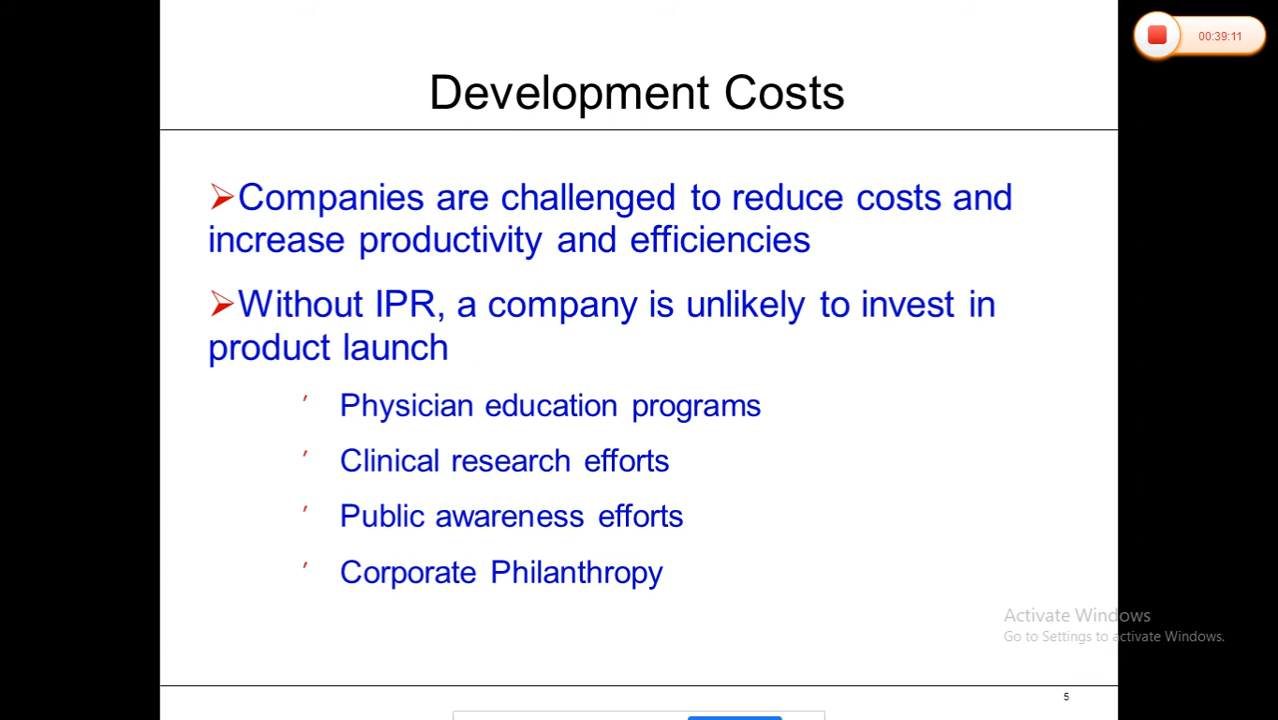 00:39:11
Development Costs
➢Companies are challenged to reduce costs and
increase productivity and efficiencies
➢Without IPR, a company is unlikely to invest in
product launch
′ Physician education programs
′ Clinical research efforts
′ Public awareness efforts
′ Corporate Philanthropy
Activate Windows
Go to Settings to activate Windows.
5